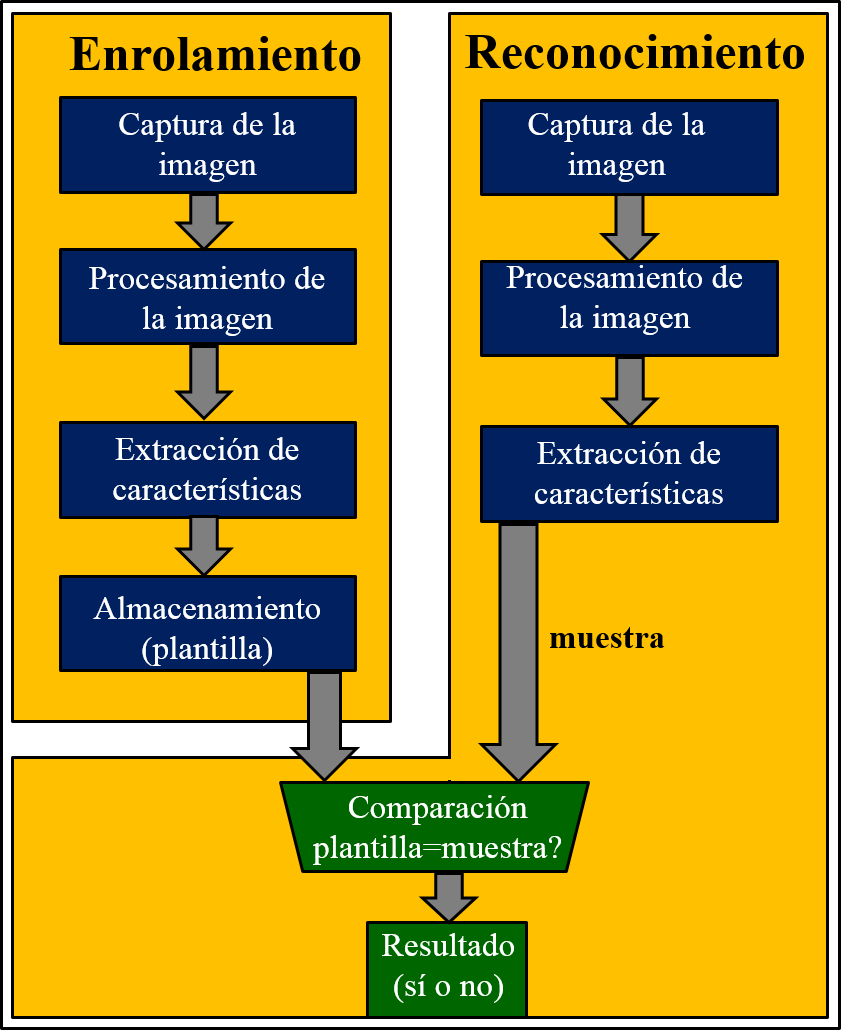 Enrolamiento
Captura de la
imagen
Procesamiento de
la imagen
Extracción de
características
Almacenamiento
(plantilla)
Reconocimiento
Captura de la
imagen
Procesamiento de
la imagen
Extracción de
características
muestra
Comparación
plantilla=muestra?
Resultado
(sí o no)